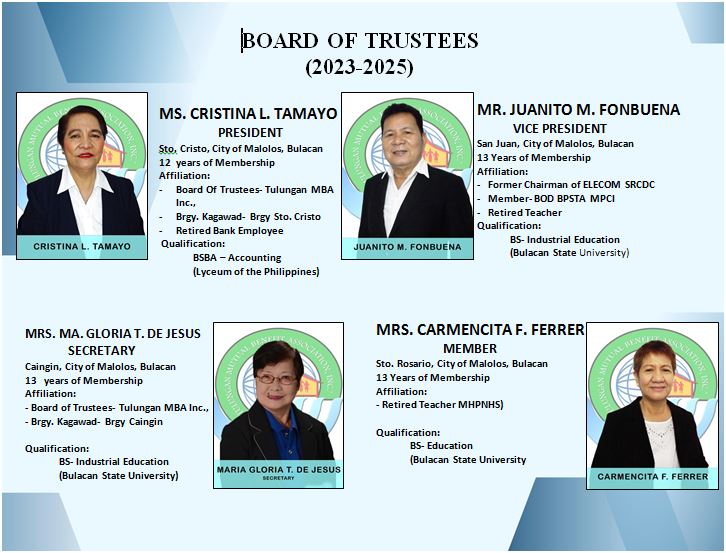 BOARD OF TRUSTEES
(2023-2025)
MS. CRISTINA L. TAMAYO
PRESIDENT
Sto. Cristo, City of Malolos, Bulacan
12 years of Membership
Affiliation:
- Board Of Trustees- Tulungan MBA
Inc.,
- Brgy. Kagawad- Brgy Sto. Cristo
- Retired Bank Employee
Qualification:
BSBA – Accounting
(Lyceum of the Philippines)
CRISTINA L. TAMAYO
MR. JUANITO M. FONBUENA
VICE PRESIDENT
San Juan, City of Malolos, Bulacan
13 Years of Membership
Affiliation:
- Former Chairman of ELECOM SRCDC
- Member- BOD BPSTA MPCI
- Retired Teacher
Qualification:
BS- Industrial Education
(Bulacan State University)
JUANITO M. FONBUENA
MRS. MA. GLORIA T. DE JESUS
SECRETARY
Caingin, City of Malolos, Bulacan
13 years of Membership
Affiliation:
- Board of Trustees- Tulungan MBA Inc.,
- Brgy. Kagawad- Brgy Caingin
Qualification:
BS- Industrial Education
(Bulacan State University)
MARIA GLORIA T. DE JESUS
SECRETARY
MRS. CARMENCITA F. FERRER
MEMBER
Sto. Rosario, City of Malolos, Bulacan
13 Years of Membership
Affiliation:
- Retired Teacher MHPNHS)
Qualification:
BS- Education
(Bulacan State University
CARMENCITA F. FERRER